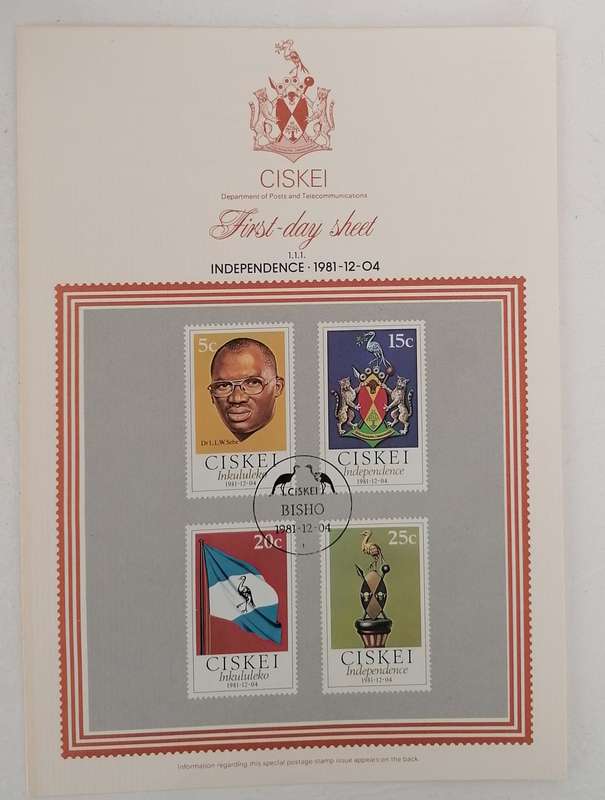 CISKEI
Department of Posts and Telecommunications
First-day sheet
1.1.1.
INDEPENDENCE · 1981-12-04
5c
Dr L.L.W. Sebe
CISKEI
Inkululeko
1981-12-04
15c
CISKEI
Independence
1981-12-04
CISKEI
BISHO
1981-12-04
20c
CISKEI
Inkululeko
1981-12-04
25c
CISKEI
Independence
1981-12-04
Information regarding this special postage stamp issue appears on the back.